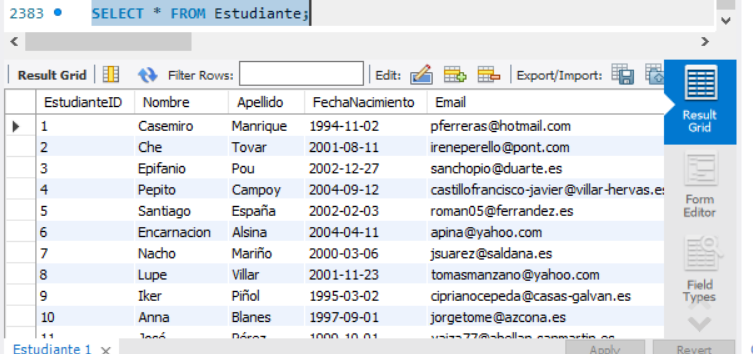 2383 SELECT * FROM Estudiante;
Result Grid Filter Rows: Edit: Export/Import:
EstudianteID Nombre Apellido FechaNacimiento Email
1 Casemiro Manrique 1994-11-02 pferreras@hotmail.com
2 Che Tovar 2001-08-11 ireneperello@pont.com
3 Epifanio Pou 2002-12-27 sanchopio@duarte.es
4 Pepito Campoy 2004-09-12 castillofrancisco-javier@villar-hervas.es
5 Santiago España 2002-02-03 roman05@ferrandez.es
6 Encarnacion Alsina 2004-04-11 apina@yahoo.com
7 Nacho Mariño 2000-03-06 jsuarez@saldana.es
8 Lupe Villar 2001-11-23 tomasmanzano@yahoo.com
9 Iker Piñol 1995-03-02 ciprianocepeda@casas-galvan.es
10 Anna Blanes 1997-09-01 jorgetome@azcona.es
11 José Pérez
Result
Grid
Form
Editor
Field
Types
Estudiante 1 Apply Revert